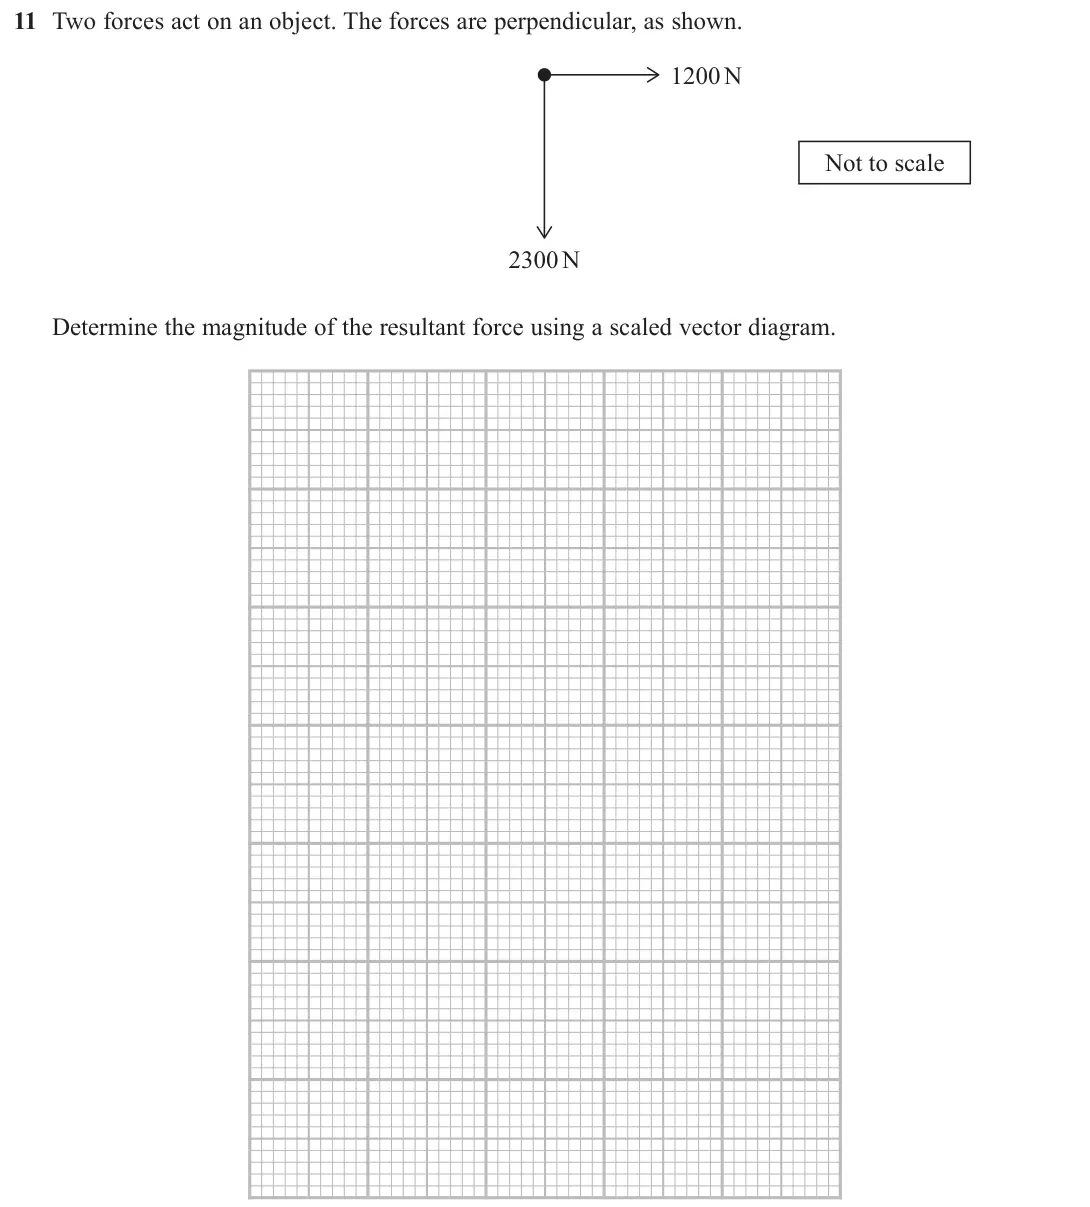 11 Two forces act on an object. The forces are perpendicular, as shown.
1200 N
Not to scale
2300 N
Determine the magnitude of the resultant force using a scaled vector diagram.